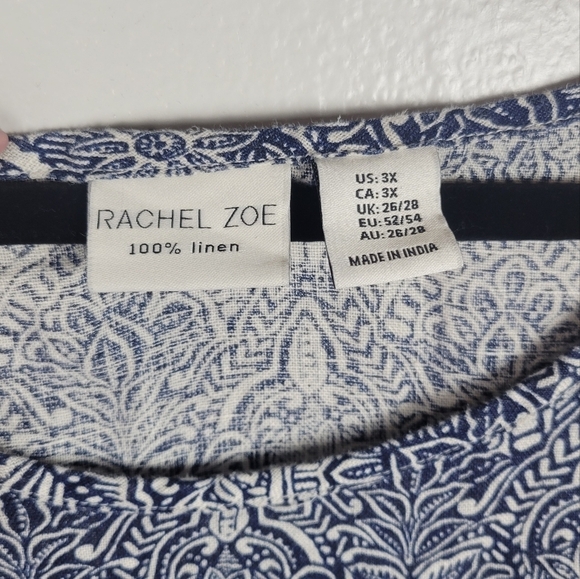 RACHEL ZOE
100% linen
US: 3X
CA: 3X
UK: 26/28
EU: 52/54
AU: 26/28
MADE IN INDIA